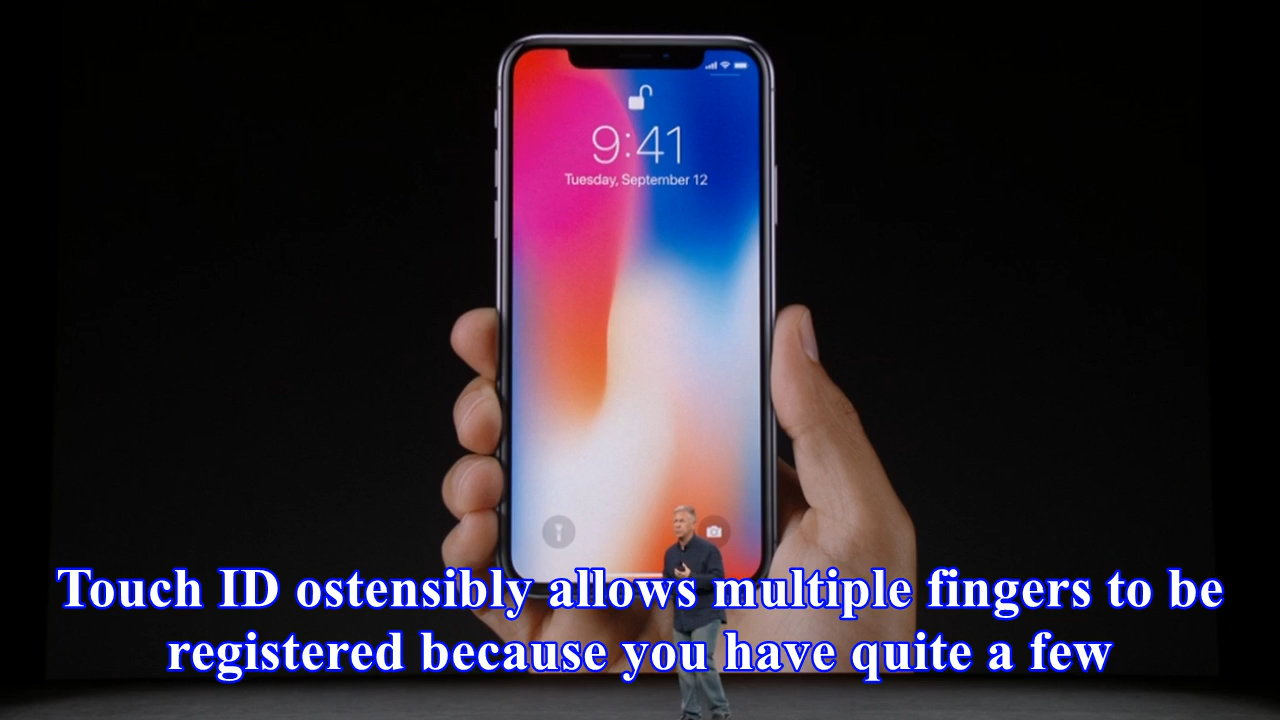 9:41
Tuesday, September 12
Touch ID ostensibly allows multiple fingers to be
registered because you have quite a few